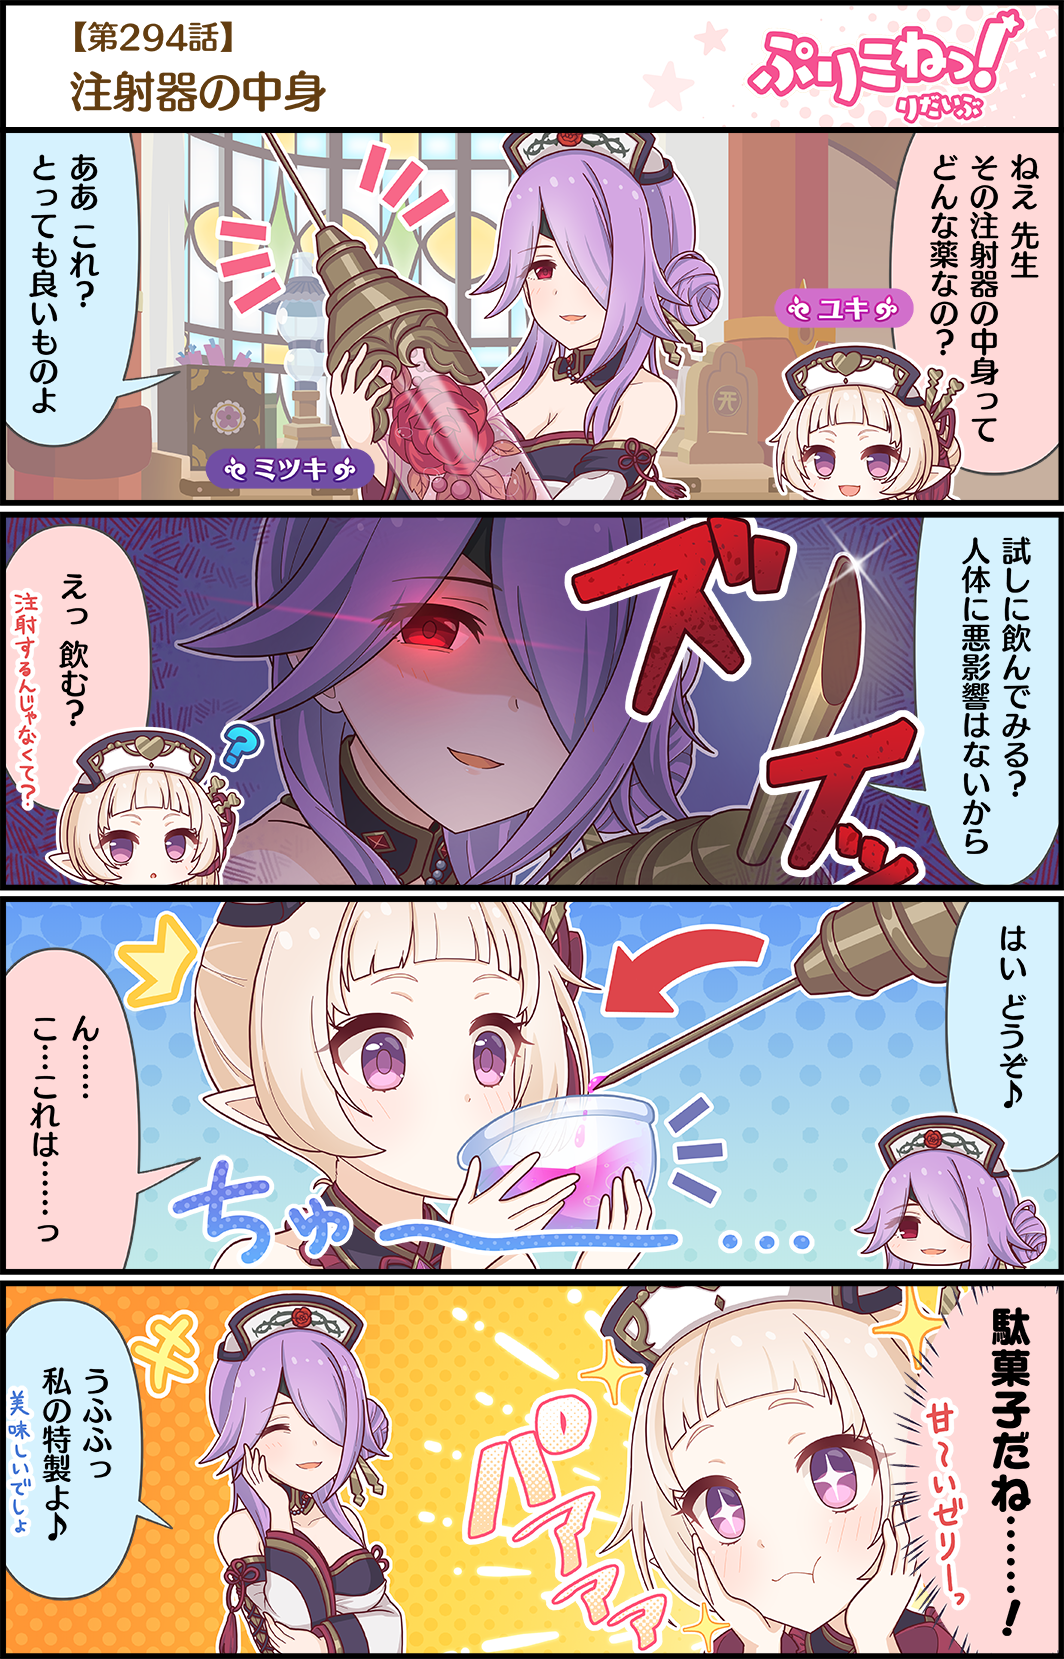 【第294話】
注射器の中身
ぷりこねっ!
りだいぶ
ねえ 先生
その注射器の中身って
どんな薬なの?
ユキ
ああ これ?
とっても良いものよ
ミツキ
試しに飲んでみる?
人体に悪影響はないから
ズ
イッ
えっ 飲む?
注射するんじゃなくて?
?
はい どうぞ♪
ん……
こ…これは……っ
ちゅ〜…
駄菓子だね……!
甘〜いゼリーっ
パァァァァ
うふふっ
私の特製よ♪
美味しいでしょ